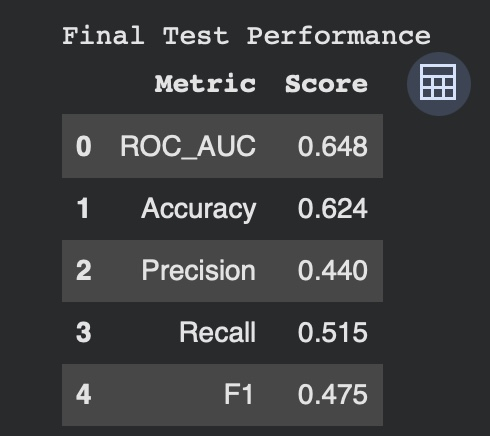 Final Test Performance
Metric Score
0 ROC_AUC 0.648
1 Accuracy 0.624
2 Precision 0.440
3 Recall 0.515
4 F1 0.475